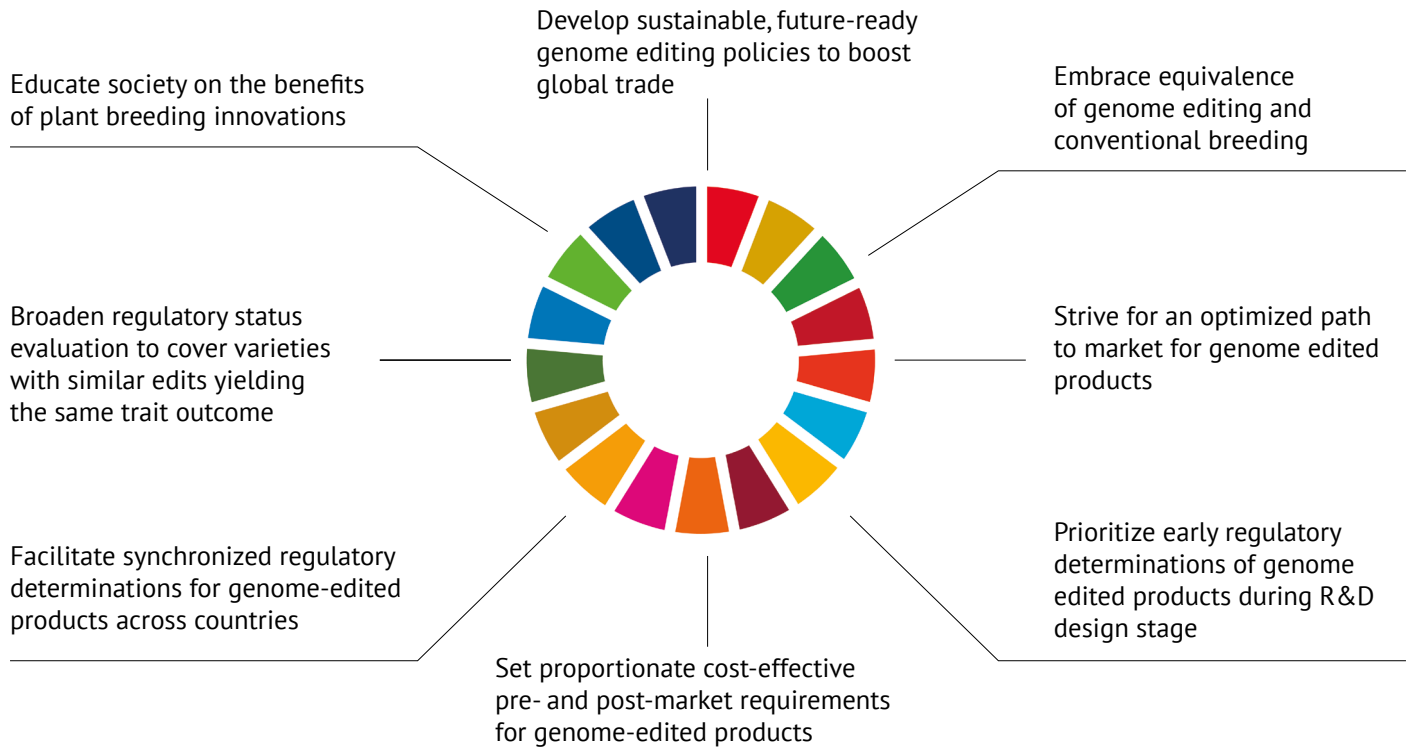 Develop sustainable, future-ready
genome editing policies to boost
global trade
Embrace equivalence
of genome editing and
conventional breeding
Strive for an optimized path
to market for genome edited
products
Prioritize early regulatory
determinations of genome
edited products during R&D
design stage
Set proportionate cost-effective
pre- and post-market requirements
for genome-edited products
Facilitate synchronized regulatory
determinations for genome-edited
products across countries
Broaden regulatory status
evaluation to cover varieties
with similar edits yielding
the same trait outcome
Educate society on the benefits
of plant breeding innovations